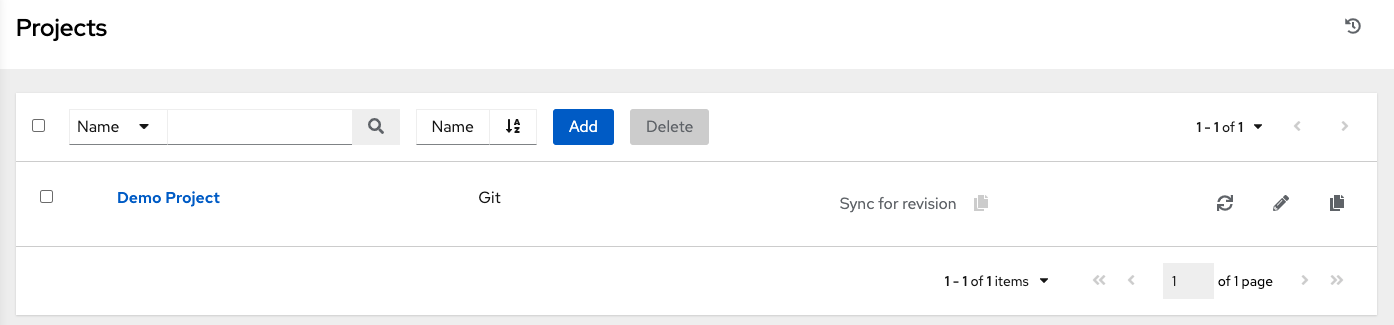 Projects
Name Name Add Delete 1 - 1 of 1
Demo Project Git Sync for revision
1 - 1 of 1 items 1 of 1 page